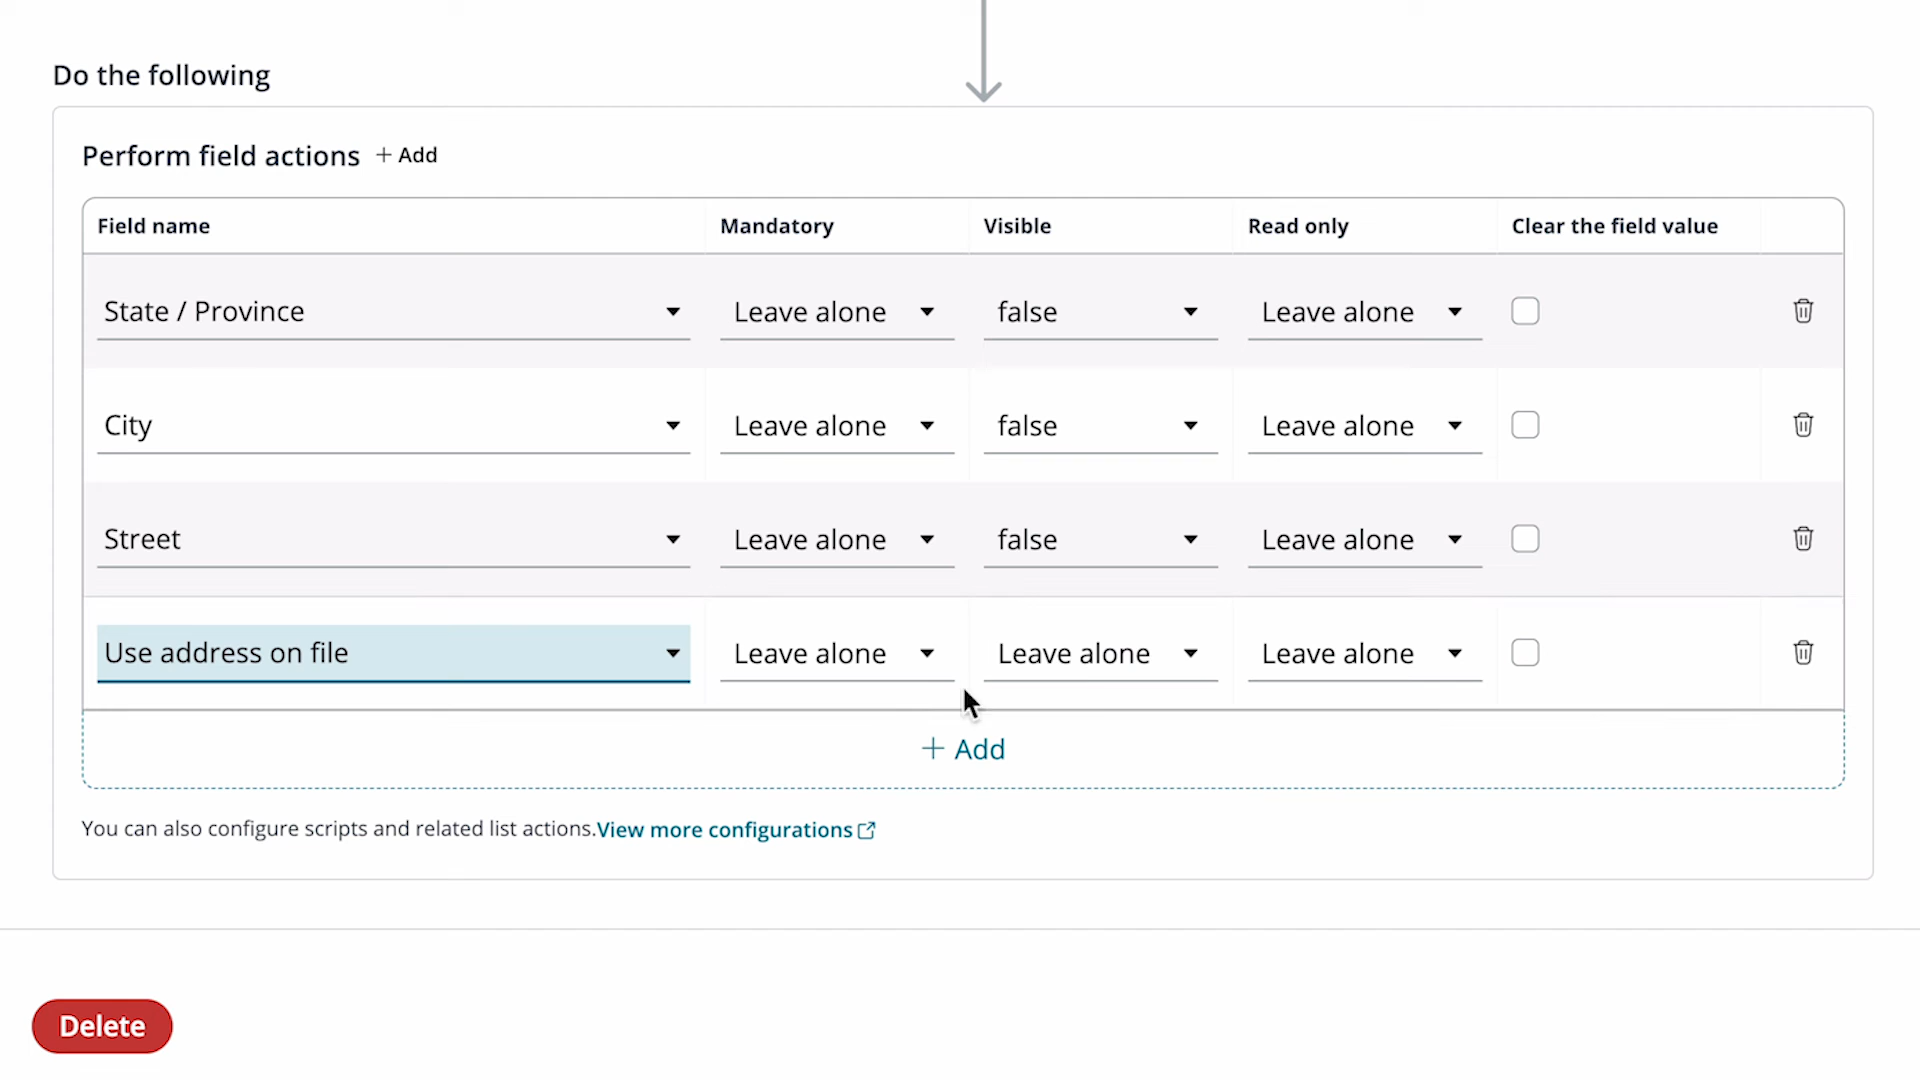 Do the following
Perform field actions + Add
Field name Mandatory Visible Read only Clear the field value
State / Province Leave alone false Leave alone
City Leave alone false Leave alone
Street Leave alone false Leave alone
Use address on file Leave alone Leave alone Leave alone
+ Add
You can also configure scripts and related list actions.View more configurations
Delete